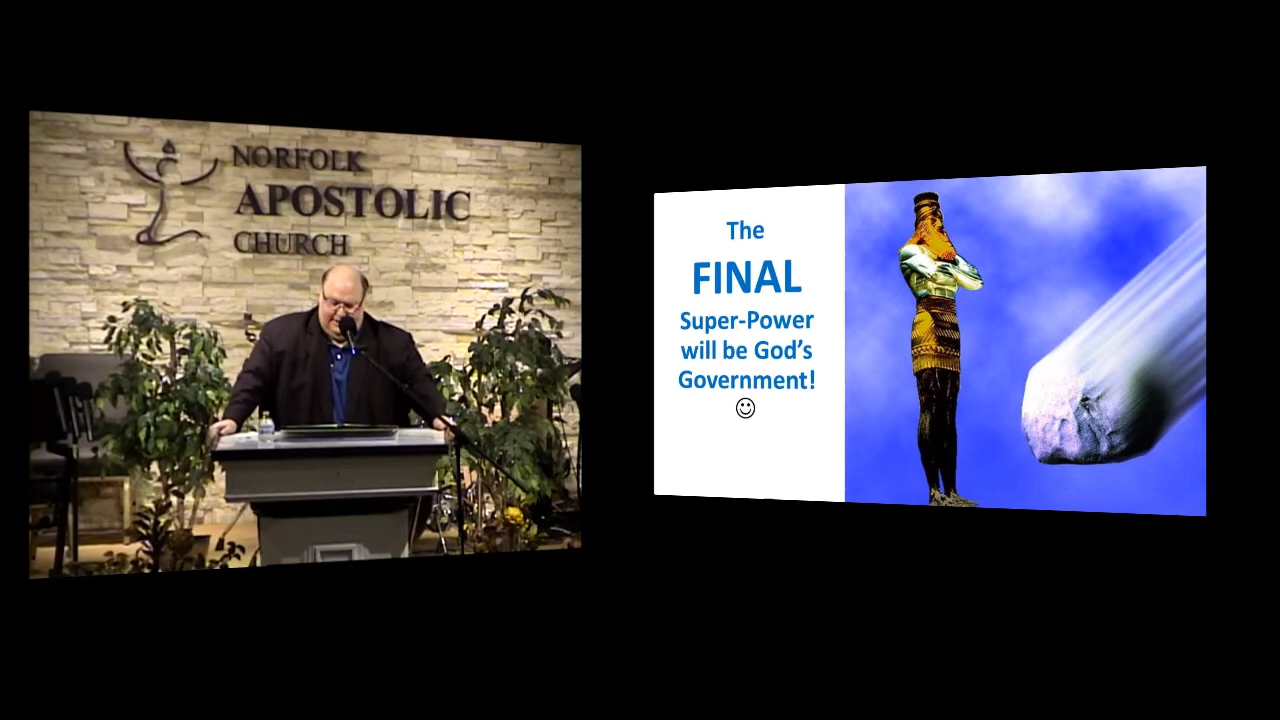 NORFOLK
APOSTOLIC
CHURCH
The
FINAL
Super-Power
will be God's
Government!
☺